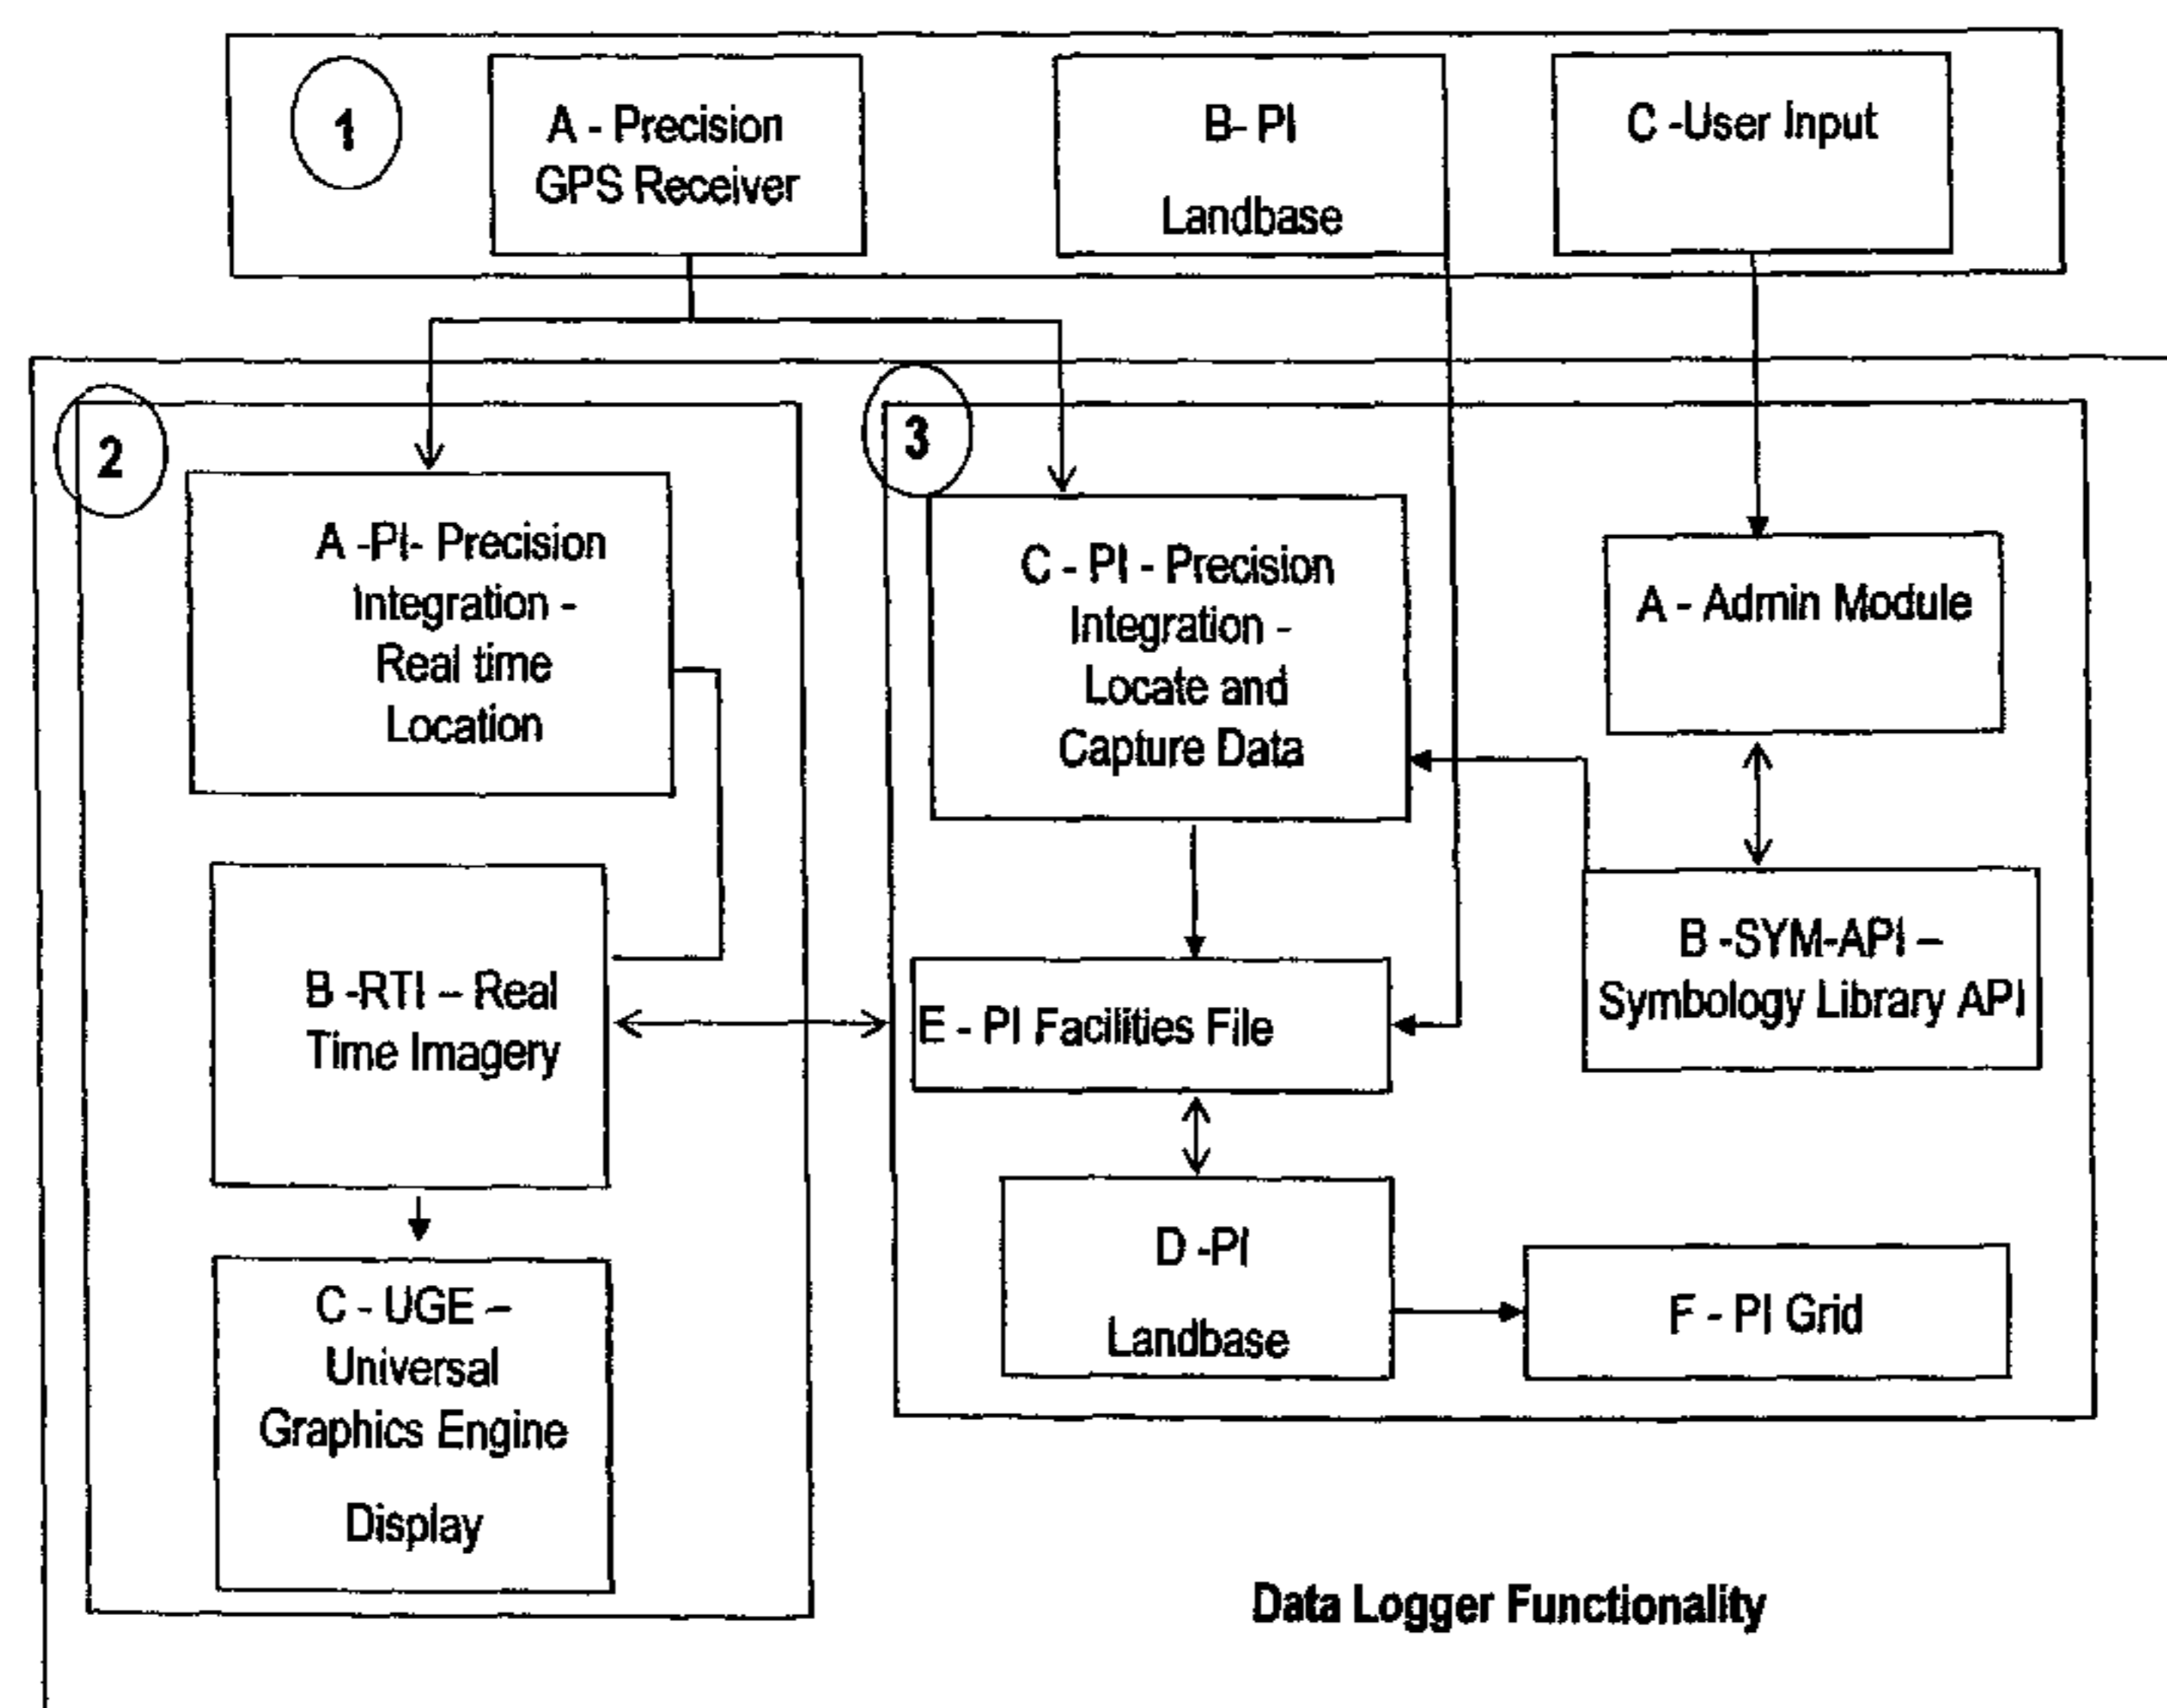 1
A - Precision
GPS Receiver
B- PI
Landbase
C -User Input
2
A -PI- Precision
Integration -
Real time
Location
B -RTI – Real
Time Imagery
C - UGE –
Universal
Graphics Engine
Display
3
C - PI - Precision
Integration -
Locate and
Capture Data
A - Admin Module
B -SYM-API –
Symbology Library API
E - PI Facilities File
D -PI
Landbase
F - PI Grid
Data Logger Functionality